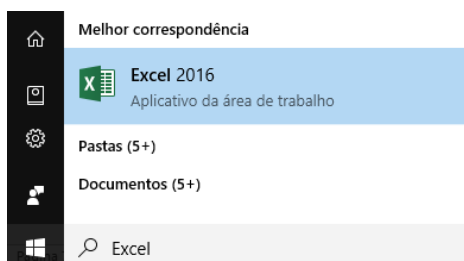 Melhor correspondência
Excel 2016
Aplicativo da área de trabalho
Pastas (5+)
Documentos (5+)
Excel